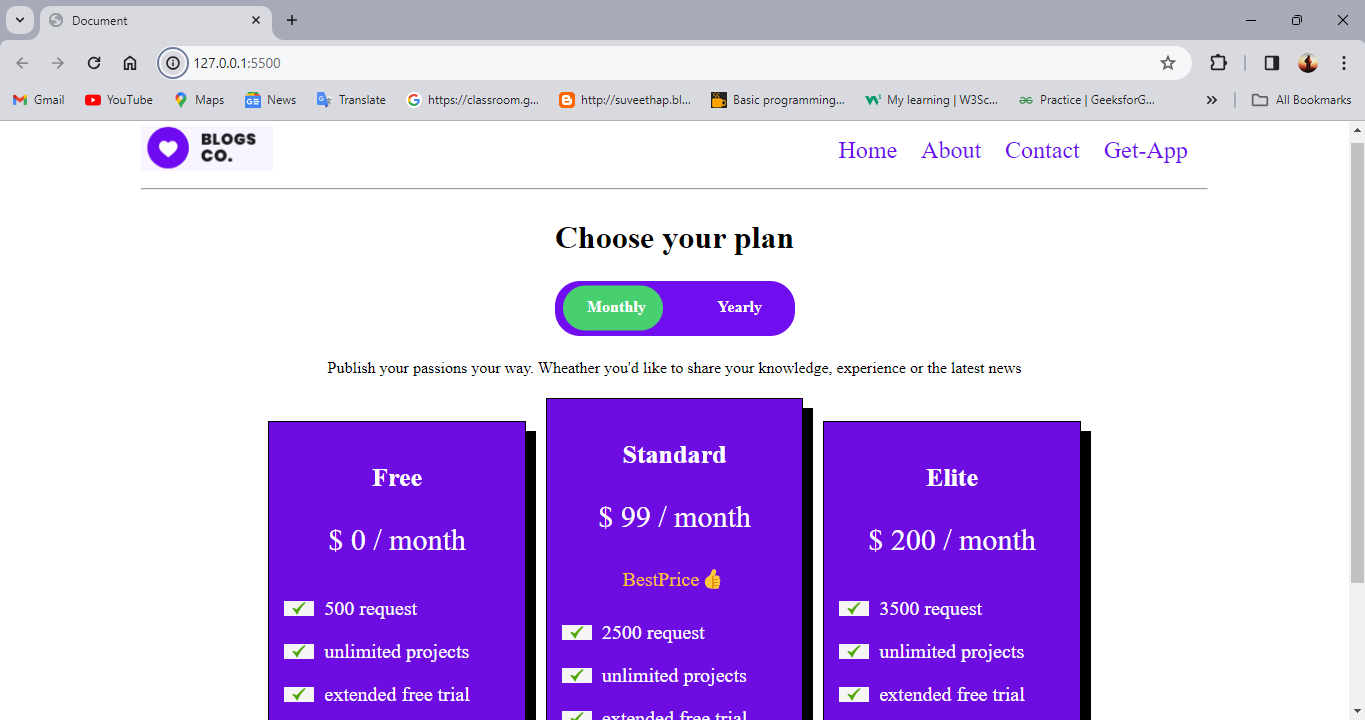 Document
127.0.0.1:5500
Gmail YouTube Maps News Translate https://classroom.g... http://suveethap.bl... Basic programming... My learning | W3Sc... Practice | GeeksforG... All Bookmarks
BLOGS
CO.
Home About Contact Get-App
Choose your plan
Monthly Yearly
Publish your passions your way. Wheather you'd like to share your knowledge, experience or the latest news
Free
$ 0 / month
500 request
unlimited projects
extended free trial
Standard
$ 99 / month
BestPrice👍
2500 request
unlimited projects
extended free trial
Elite
$ 200 / month
3500 request
unlimited projects
extended free trial